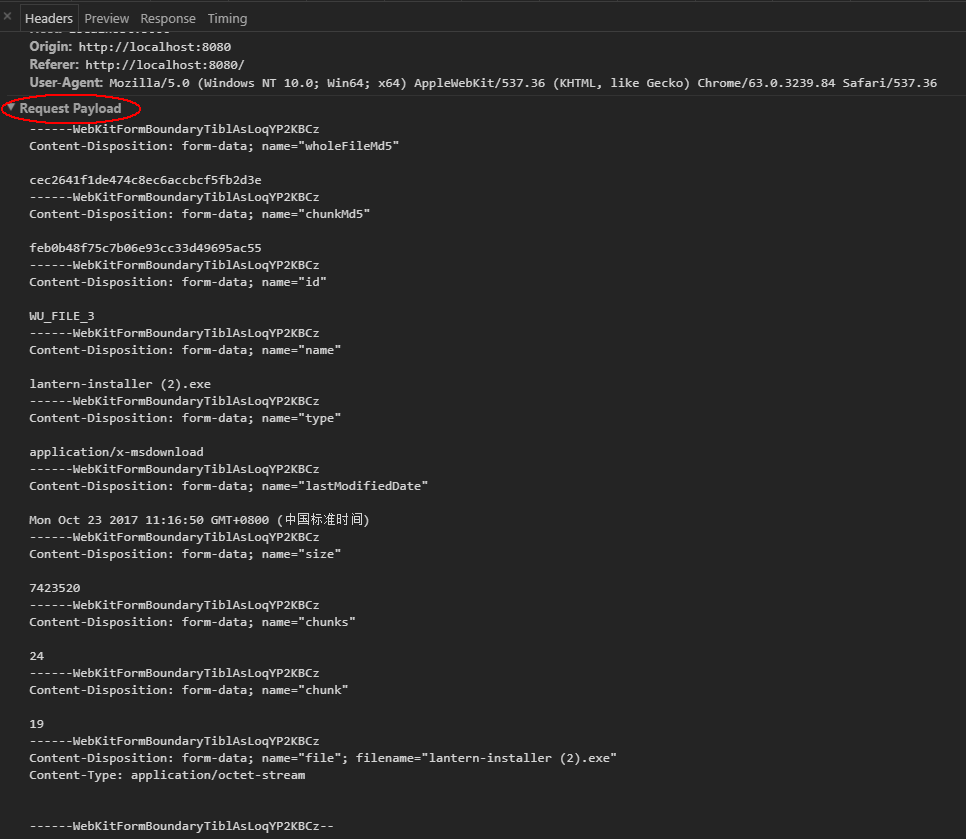 × Headers Preview Response Timing
Origin: http://localhost:8080
Referer: http://localhost:8080/
User-Agent: Mozilla/5.0 (Windows NT 10.0; Win64; x64) AppleWebKit/537.36 (KHTML, like Gecko) Chrome/63.0.3239.84 Safari/537.36
▼ Request Payload
------WebKitFormBoundaryTiblAsLoqYP2KBCz
Content-Disposition: form-data; name="wholeFileMd5"
cec2641f1de474c8ec6accbcf5fb2d3e
------WebKitFormBoundaryTiblAsLoqYP2KBCz
Content-Disposition: form-data; name="chunkMd5"
feb0b48f75c7b06e93cc33d49695ac55
------WebKitFormBoundaryTiblAsLoqYP2KBCz
Content-Disposition: form-data; name="id"
WU_FILE_3
------WebKitFormBoundaryTiblAsLoqYP2KBCz
Content-Disposition: form-data; name="name"
lantern-installer (2).exe
------WebKitFormBoundaryTiblAsLoqYP2KBCz
Content-Disposition: form-data; name="type"
application/x-msdownload
------WebKitFormBoundaryTiblAsLoqYP2KBCz
Content-Disposition: form-data; name="lastModifiedDate"
Mon Oct 23 2017 11:16:50 GMT+0800 (中国标准时间)
------WebKitFormBoundaryTiblAsLoqYP2KBCz
Content-Disposition: form-data; name="size"
7423520
------WebKitFormBoundaryTiblAsLoqYP2KBCz
Content-Disposition: form-data; name="chunks"
24
------WebKitFormBoundaryTiblAsLoqYP2KBCz
Content-Disposition: form-data; name="chunk"
19
------WebKitFormBoundaryTiblAsLoqYP2KBCz
Content-Disposition: form-data; name="file"; filename="lantern-installer (2).exe"
Content-Type: application/octet-stream
------WebKitFormBoundaryTiblAsLoqYP2KBCz--